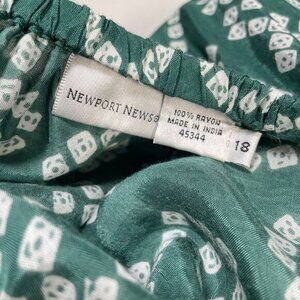 NEWPORT NEWS®
100% RAYON
MADE IN INDIA
45344
18